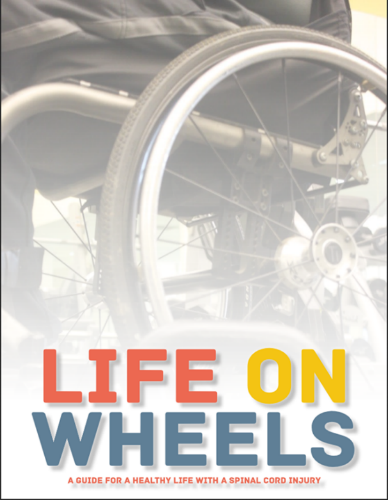 LIFE ON
WHEELS
A GUIDE FOR A HEALTHY LIFE WITH A SPINAL CORD INJURY